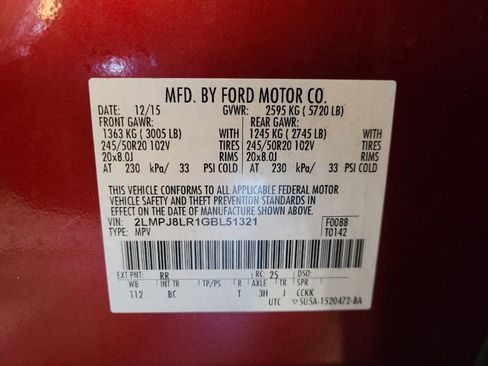 MFD. BY FORD MOTOR CO.
DATE: 12/15 GVWR: 2595 KG ( 5720 LB)
FRONT GAWR: REAR GAWR:
1363 KG ( 3005 LB) WITH 1245 KG ( 2745 LB) WITH
245/50R20 102V TIRES 245/50R20 102V TIRES
20x8.0J RIMS 20x8.0J RIMS
AT 230 kPa/ 33 PSI COLD AT 230 kPa/ 33 PSI COLD
THIS VEHICLE CONFORMS TO ALL APPLICABLE FEDERAL MOTOR
VEHICLE SAFETY AND THEFT PREVENTION STANDARDS IN
EFFECT ON THE DATE OF MANUFACTURE SHOWN ABOVE.
VIN: 2LMPJ8LR1GBL51321 F0088
TYPE: MPV T0142
EXT PNT: RR RC: 25 DSO:
WB INT TR TP/PS R AXLE TR SPR
112 BC T 3H J CCKK
UTC ▽5U5A-1520472-BA